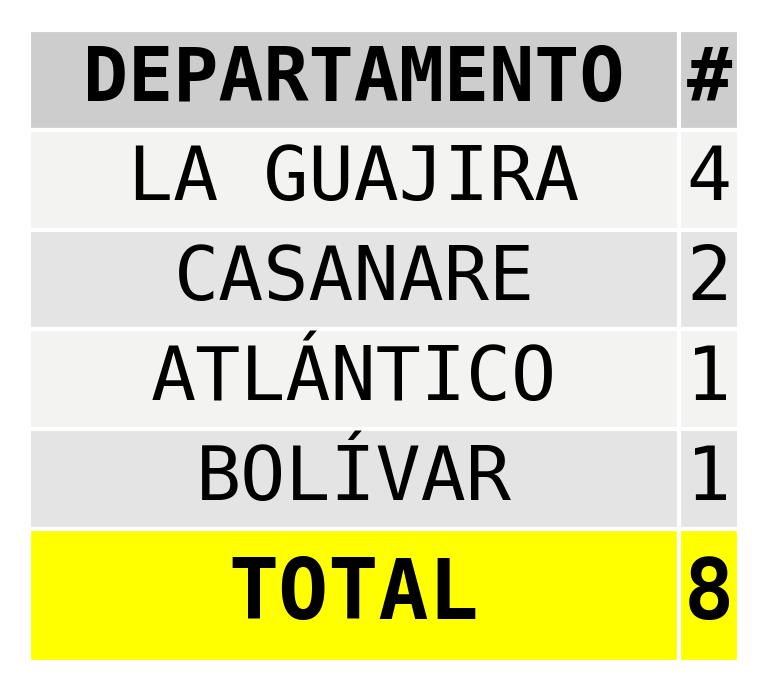 DEPARTAMENTO #
LA GUAJIRA 4
CASANARE 2
ATLÁNTICO 1
BOLÍVAR 1
TOTAL 8